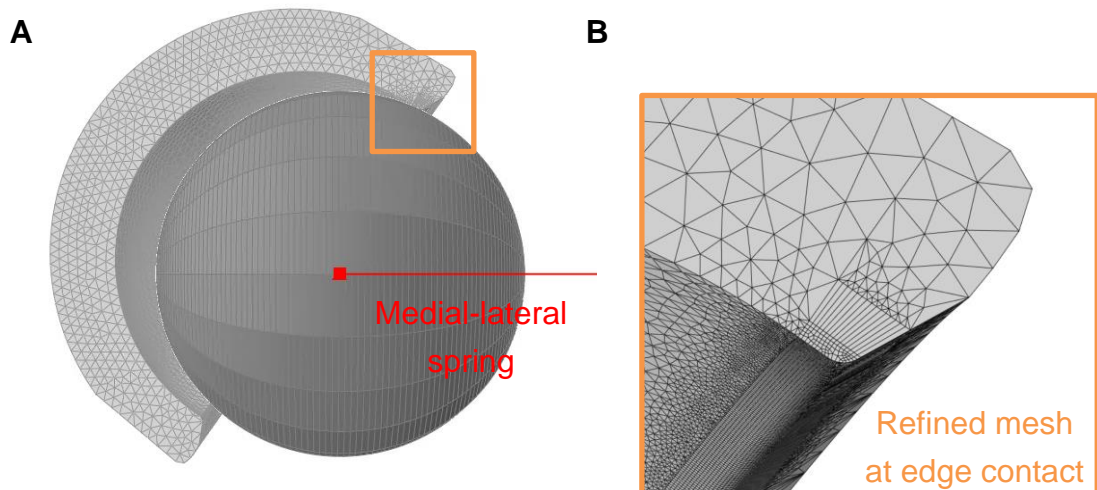 A
B
Medial-lateral
spring
Refined mesh
at edge contact